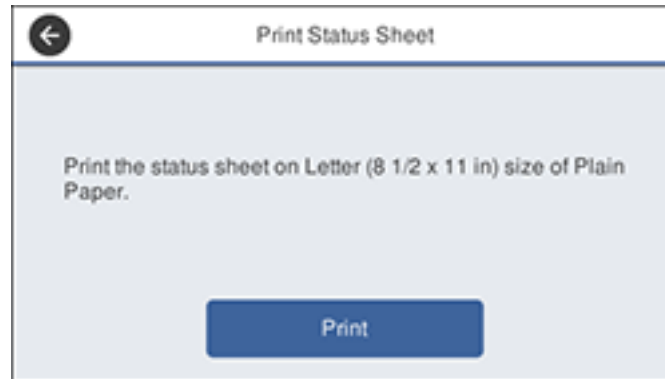 Print Status Sheet
Print the status sheet on Letter (8 1/2 x 11 in) size of Plain
Paper.
Print